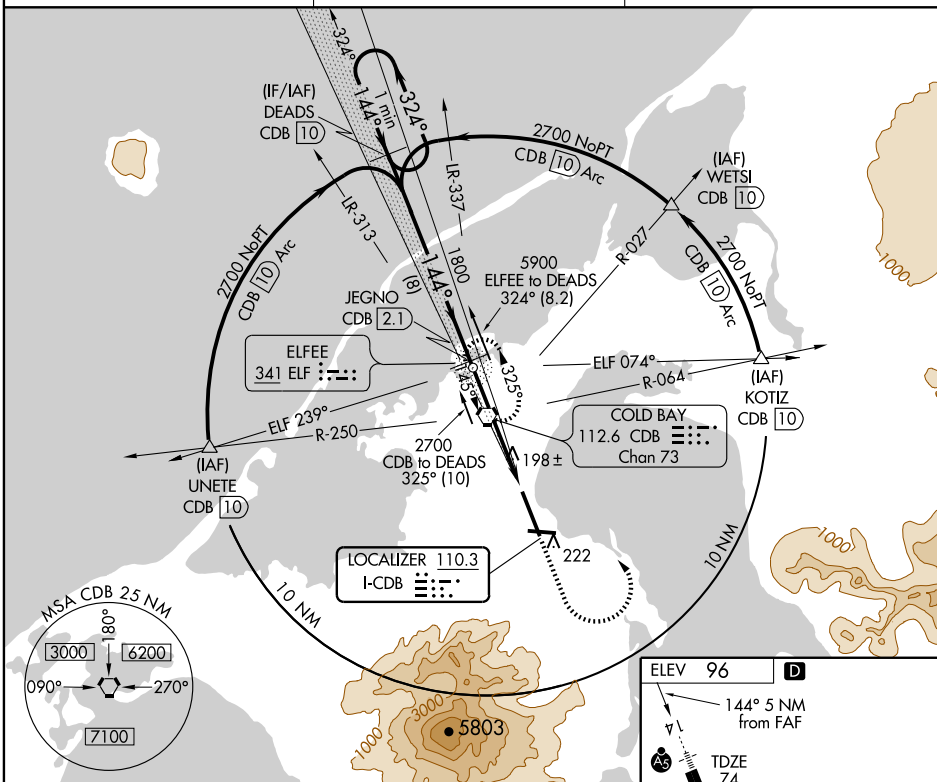 324°
(IF/IAF)
DEADS
CDB 10
144°
1 min
324°
2700 NoPT
CDB 10 Arc
(IAF)
WETSI
CDB 10
LR-337
LR-313
R-027
2700 NoPT
CDB 10 Arc
2700 NoPT
CDB 10 Arc
1800
144°
(8)
5900
ELFEE to DEADS
324° (8.2)
JEGNO
CDB 2.1
ELFEE
341 ELF
145°
325°
ELF 074°
R-064
(IAF)
KOTIZ
CDB 10
ELF 239°
R-250
COLD BAY
112.6 CDB
Chan 73
(IAF)
UNETE
CDB 10
2700
CDB to DEADS
325° (10)
198 ±
LOCALIZER 110.3
I-CDB
222
10 NM
10 NM
1000
1000
MSA CDB 25 NM
180°
3000
6200
090°
270°
7100
3000
1000
5803
ELEV 96 D
144° 5 NM
from FAF
A5
TDZE
74